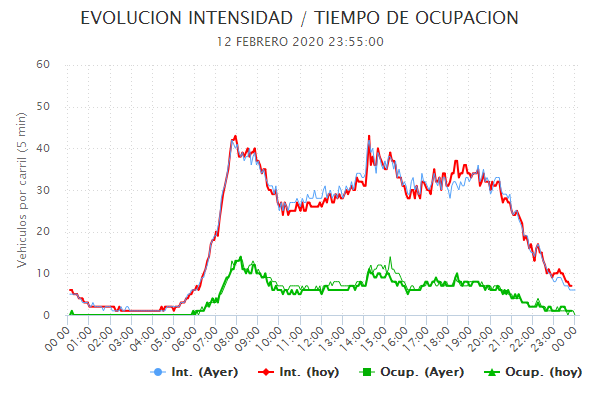 EVOLUCION INTENSIDAD / TIEMPO DE OCUPACION
12 FEBRERO 2020 23:55:00
Vehiculos por carril (5 min)
60
50
40
30
20
10
0
00:00 01:00 02:00 03:00 04:00 05:00 06:00 07:00 08:00 09:00 10:00 11:00 12:00 13:00 14:00 15:00 16:00 17:00 18:00 19:00 20:00 21:00 22:00 23:00 00:00
Int. (Ayer) Int. (hoy) Ocup. (Ayer) Ocup. (hoy)